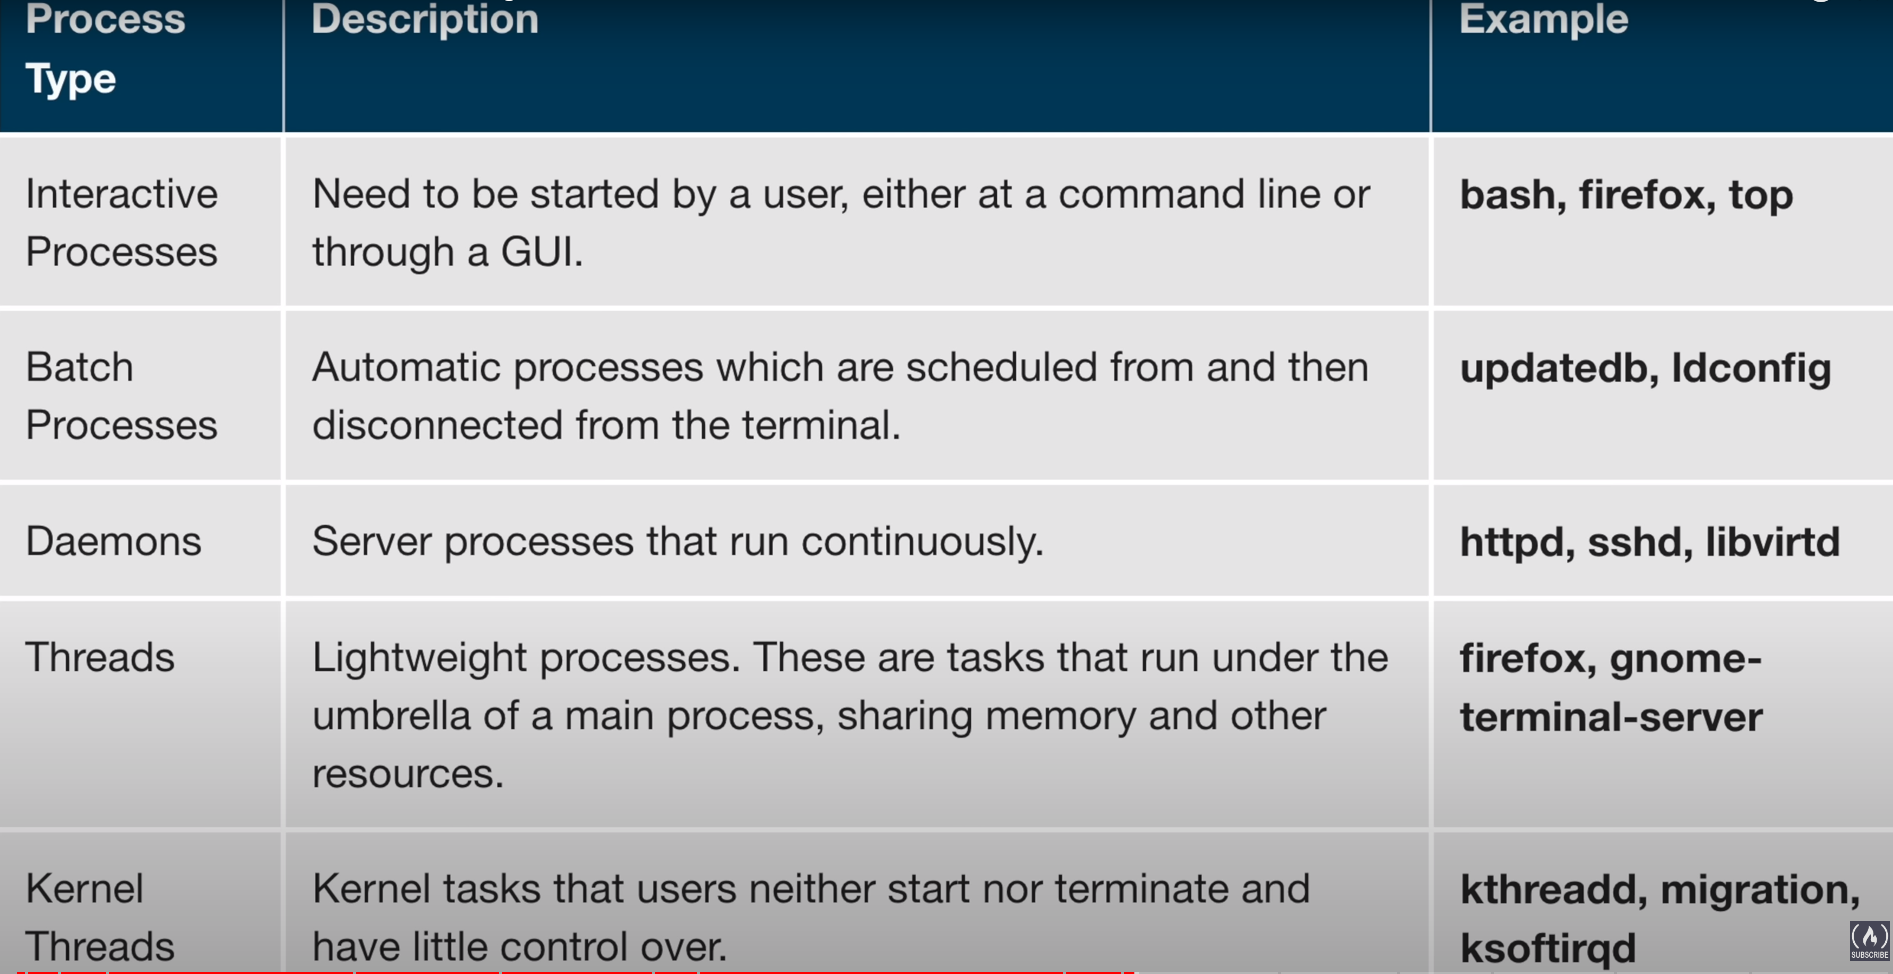 Process Type
Description
Example
Interactive Processes
Need to be started by a user, either at a command line or
through a GUI.
bash, firefox, top
Batch Processes
Automatic processes which are scheduled from and then
disconnected from the terminal.
updatedb, ldconfig
Daemons
Server processes that run continuously.
httpd, sshd, libvirtd
Threads
Lightweight processes. These are tasks that run under the
umbrella of a main process, sharing memory and other
resources.
firefox, gnome-
terminal-server
Kernel Threads
Kernel tasks that users neither start nor terminate and
have little control over.
kthreadd, migration,
ksoftirqd
SUBSCRIBE